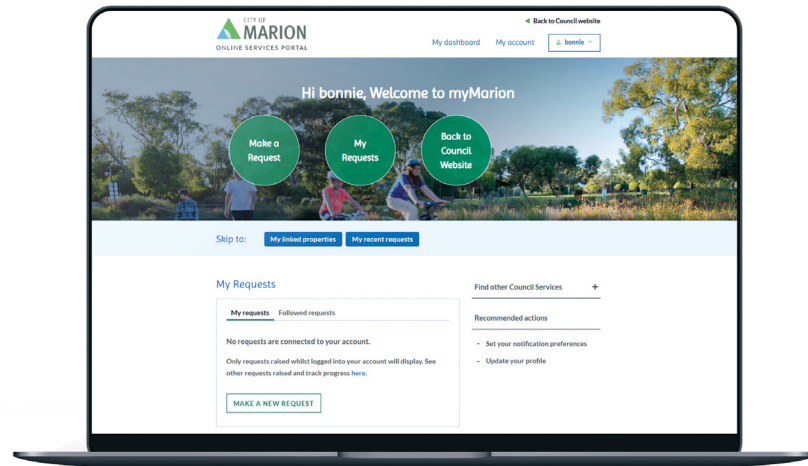 CITY OF
MARION
ONLINE SERVICES PORTAL
Back to Council website
My dashboard My account bonnie
Hi bonnie, Welcome to myMarion
Make a
Request
My
Requests
Back to
Council
Website
Skip to: My linked properties My recent requests
My Requests
My requests Followed requests
No requests are connected to your account.
Only requests raised whilst logged into your account will display. See
other requests raised and track progress here.
MAKE A NEW REQUEST
Find other Council Services +
Recommended actions
- Set your notification preferences
- Update your profile